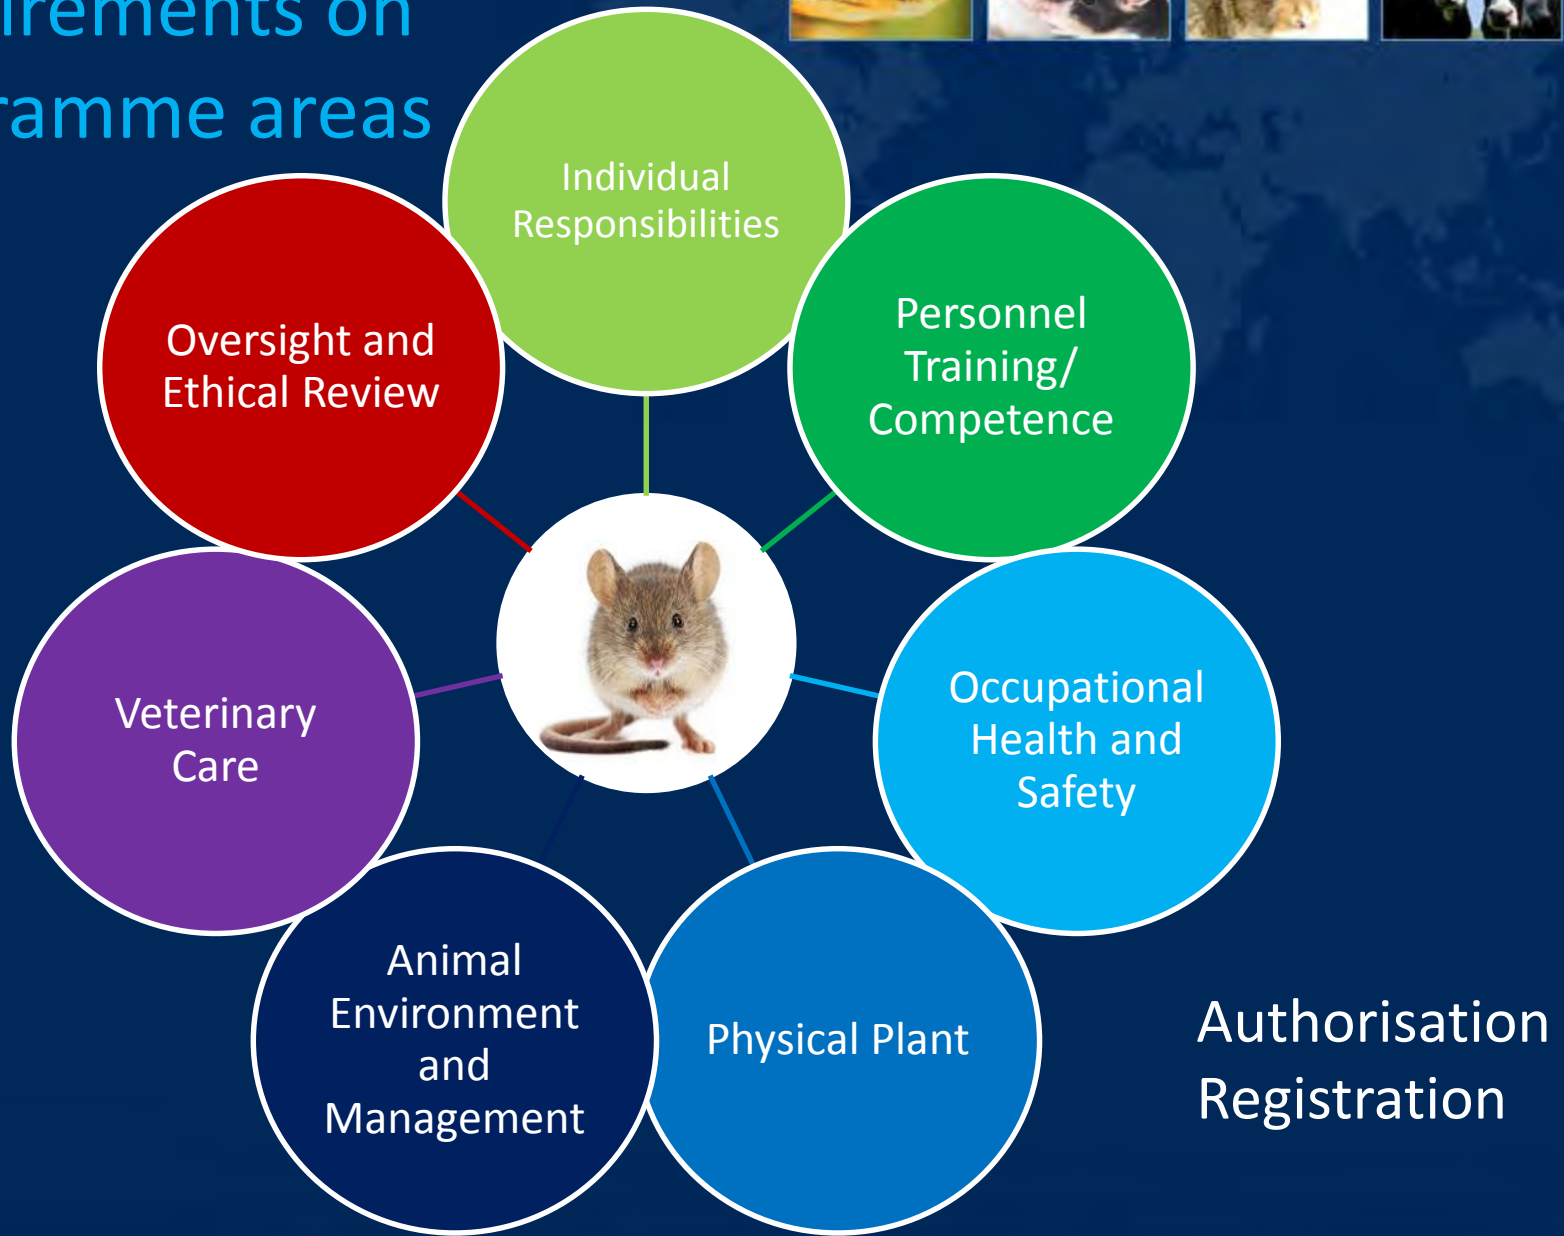 irements on
ramme areas
Individual
Responsibilities
Personnel
Training/
Competence
Occupational
Health and
Safety
Physical Plant
Animal
Environment
and
Management
Veterinary
Care
Oversight and
Ethical Review
Authorisation
Registration